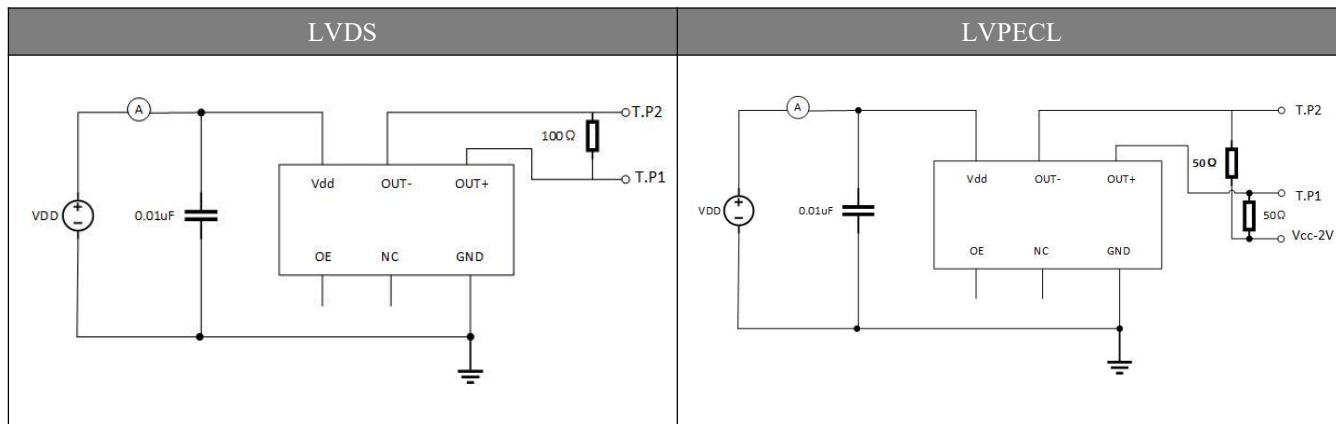 LVDS
LVPECL
A
T.P2
100Ω
T.P1
Vdd OUT- OUT+
VDD
+
-
0.01uF
OE NC GND
A
T.P2
50Ω
Vdd OUT- OUT+
T.P1
VDD
+
-
0.01uF
50Ω
Vcc-2V
OE NC GND